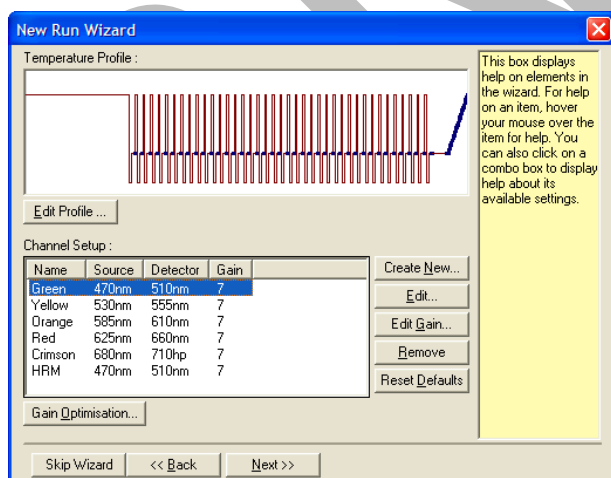 New Run Wizard
Temperature Profile :
Edit Profile ...
Channel Setup :
Name Source Detector Gain
Green 470nm 510nm 7
Yellow 530nm 555nm 7
Orange 585nm 610nm 7
Red 625nm 660nm 7
Crimson 680nm 710hp 7
HRM 470nm 510nm 7
Create New...
Edit...
Edit Gain...
Remove
Reset Defaults
Gain Optimisation...
This box displays
help on elements in
the wizard. For help
on an item, hover
your mouse over the
item for help. You
can also click on a
combo box to display
help about its
available settings.
Skip Wizard
<< Back
Next >>